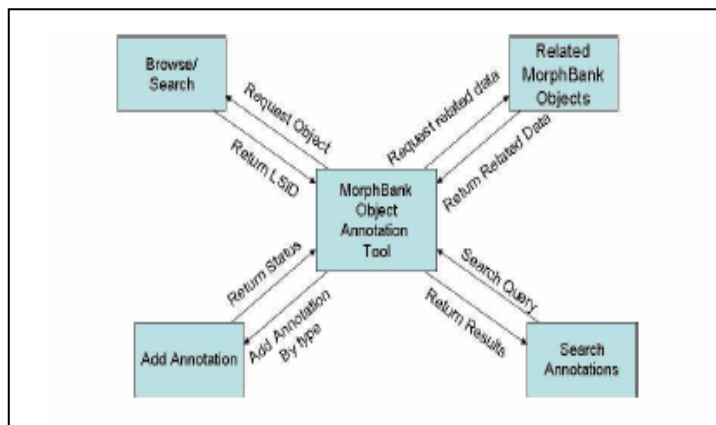 Browse/
Search
Related
MorphBank
Objects
Request Object
Return LSID
Request related data
Return Related Data
MorphBank
Object
Annotation
Tool
Return Status
Add Annotation
By type
Search Query
Return Results
Add Annotation
Search
Annotations